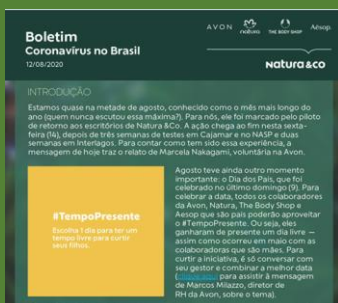 Boletim
Coronavírus no Brasil
12/08/2020
AVON natura THE BODY SHOP Aēsop.
natura &co
INTRODUÇÃO
Estamos quase na metade de agosto, conhecido como o mês mais longo do
ano (quem nunca escutou essa máxima?). Para nós, ele foi marcado pelo piloto
de retorno aos escritórios de Natura &Co. A ação chega ao fim nesta sexta-
feira (14), depois de três semanas de testes em Cajamar e no NASP e duas
semanas em Interlagos. Para contar como tem sido essa experiência, a
mensagem de hoje traz o relato de Marcela Nakagami, voluntária na Avon.
#TempoPresente
Escolha 1 dia para ter um
tempo livre para curtir
seus filhos.
Agosto teve ainda outro momento
importante: o Dia dos Pais, que foi
celebrado no último domingo (9). Para
celebrar a data, todos os colaboradores
da Avon, Natura, The Body Shop e
Aesop que são pais poderão aproveitar
o #TempoPresente. Ou seja, eles
ganharam de presente um dia livre —
assim como ocorreu em maio com as
colaboradoras que são mães. Para
curtir a iniciativa, é só conversar com
seu gestor e combinar a melhor data
(clique aqui para assistir à mensagem
de Marcos Milazzo, diretor de
RH da Avon, sobre o tema).